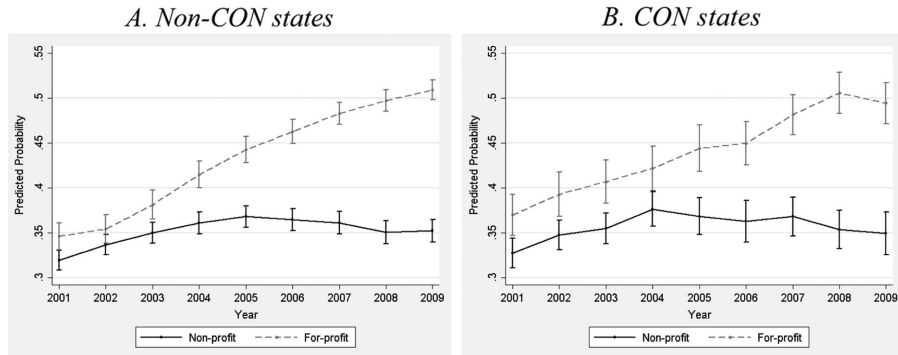 A. Non-CON states
Predicted Probability
.55
.5
.45
.4
.35
.3
2001 2002 2003 2004 2005 2006 2007 2008 2009
Year
Non-profit For-profit
B. CON states
Predicted Probability
.55
.5
.45
.4
.35
.3
2001 2002 2003 2004 2005 2006 2007 2008 2009
Year
Non-profit For-profit